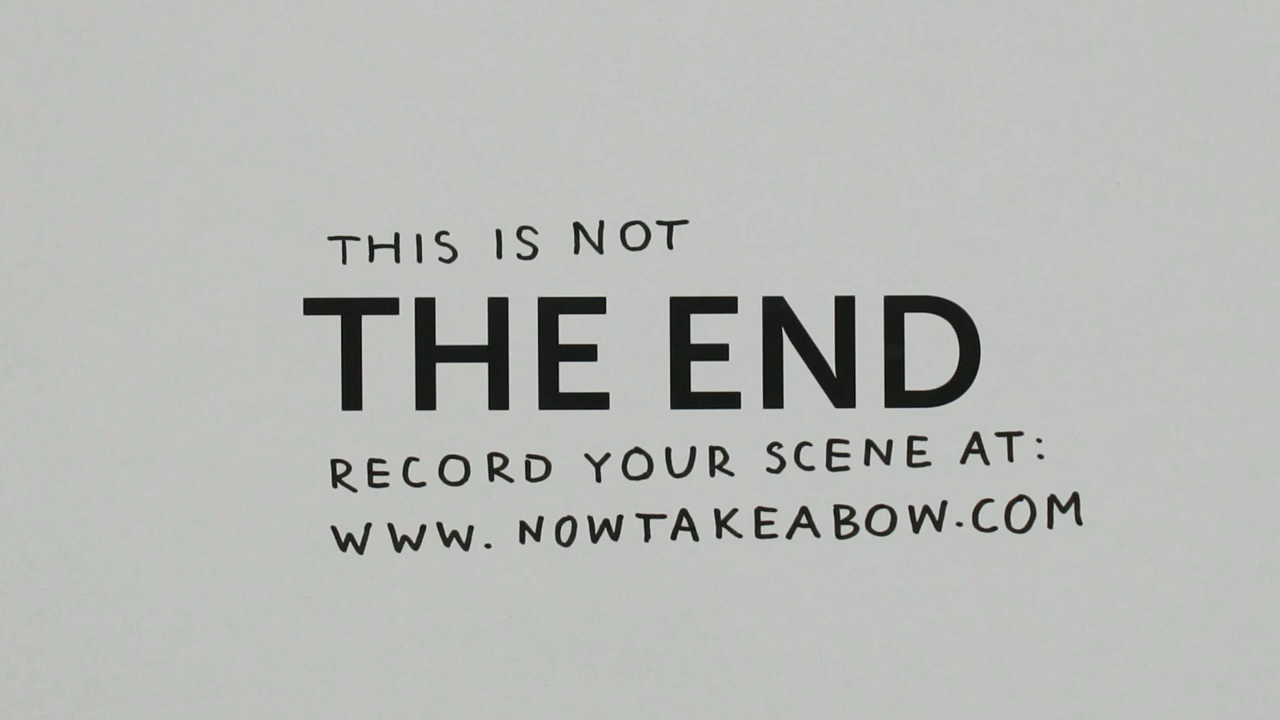 THIS IS NOT
THE END
RECORD YOUR SCENE AT:
WWW. NOWTAKEABOW.COM